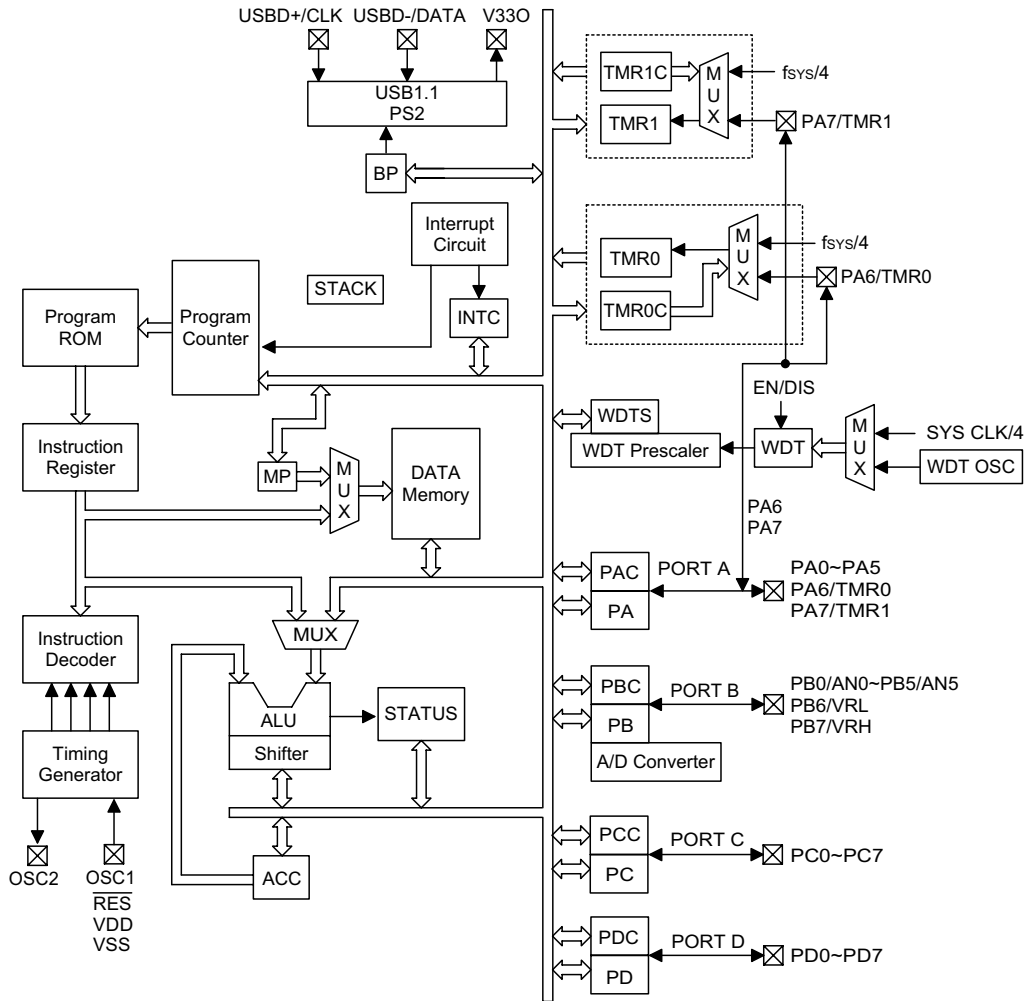 USBD+/CLK USBD-/DATA V33O
USB1.1
PS2
BP
TMR1C
TMR1
MUX
fSYS/4
PA7/TMR1
Interrupt
Circuit
STACK
INTC
TMR0
TMR0C
MUX
fSYS/4
PA6/TMR0
Program
ROM
Program
Counter
EN/DIS
WDTS
WDT Prescaler
WDT
MUX
SYS CLK/4
WDT OSC
Instruction
Register
MP
MUX
DATA
Memory
PA6
PA7
PAC
PA
PORT A
PA0~PA5
PA6/TMR0
PA7/TMR1
Instruction
Decoder
MUX
ALU
Shifter
STATUS
PBC
PB
A/D Converter
PORT B
PB0/AN0~PB5/AN5
PB6/VRL
PB7/VRH
Timing
Generator
OSC2
OSC1
RES
VDD
VSS
ACC
PCC
PC
PORT C
PC0~PC7
PDC
PD
PORT D
PD0~PD7